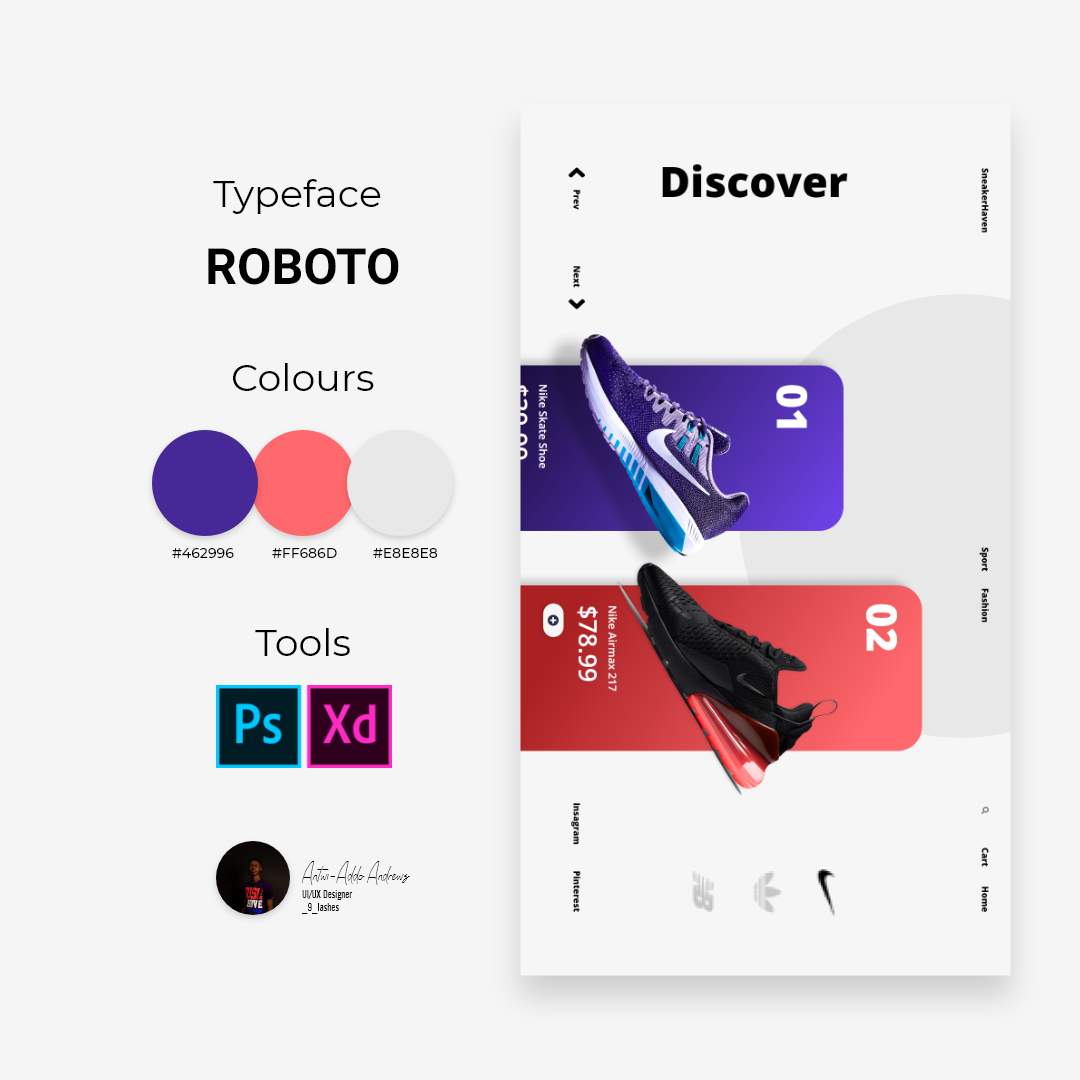 Typeface
ROBOTO
Colours
#462996
#FF686D
#E8E8E8
Tools
Ps
Xd
Antwi-Addo Andrews
UI/UX Designer
_9_lashes
Discover
SneakerHaven
Prev
Next
01
Nike Skate Shoe
Sport
Fashion
02
Nike Airmax 217
$78.99
Insagram
Pinterest
Cart
Home
NB